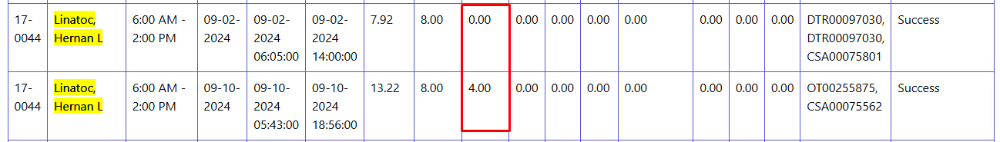 17- Linatoc, 6:00 AM - 09-02- 09-02- 09-02- 7.92 8.00 0.00 0.00 0.00 0.00 0.00 0.00 0.00 0.00 DTR00097030, Success
0044 Hernan L 2:00 PM 2024 2024 2024 DTR00097030,
06:05:00 14:00:00 CSA00075801
17- Linatoc, 6:00 AM - 09-10- 09-10- 09-10- 13.22 8.00 4.00 0.00 0.00 0.00 0.00 0.00 0.00 0.00 OT00255875, Success
0044 Hernan L 2:00 PM 2024 2024 2024 CSA00075562
05:43:00 18:56:00